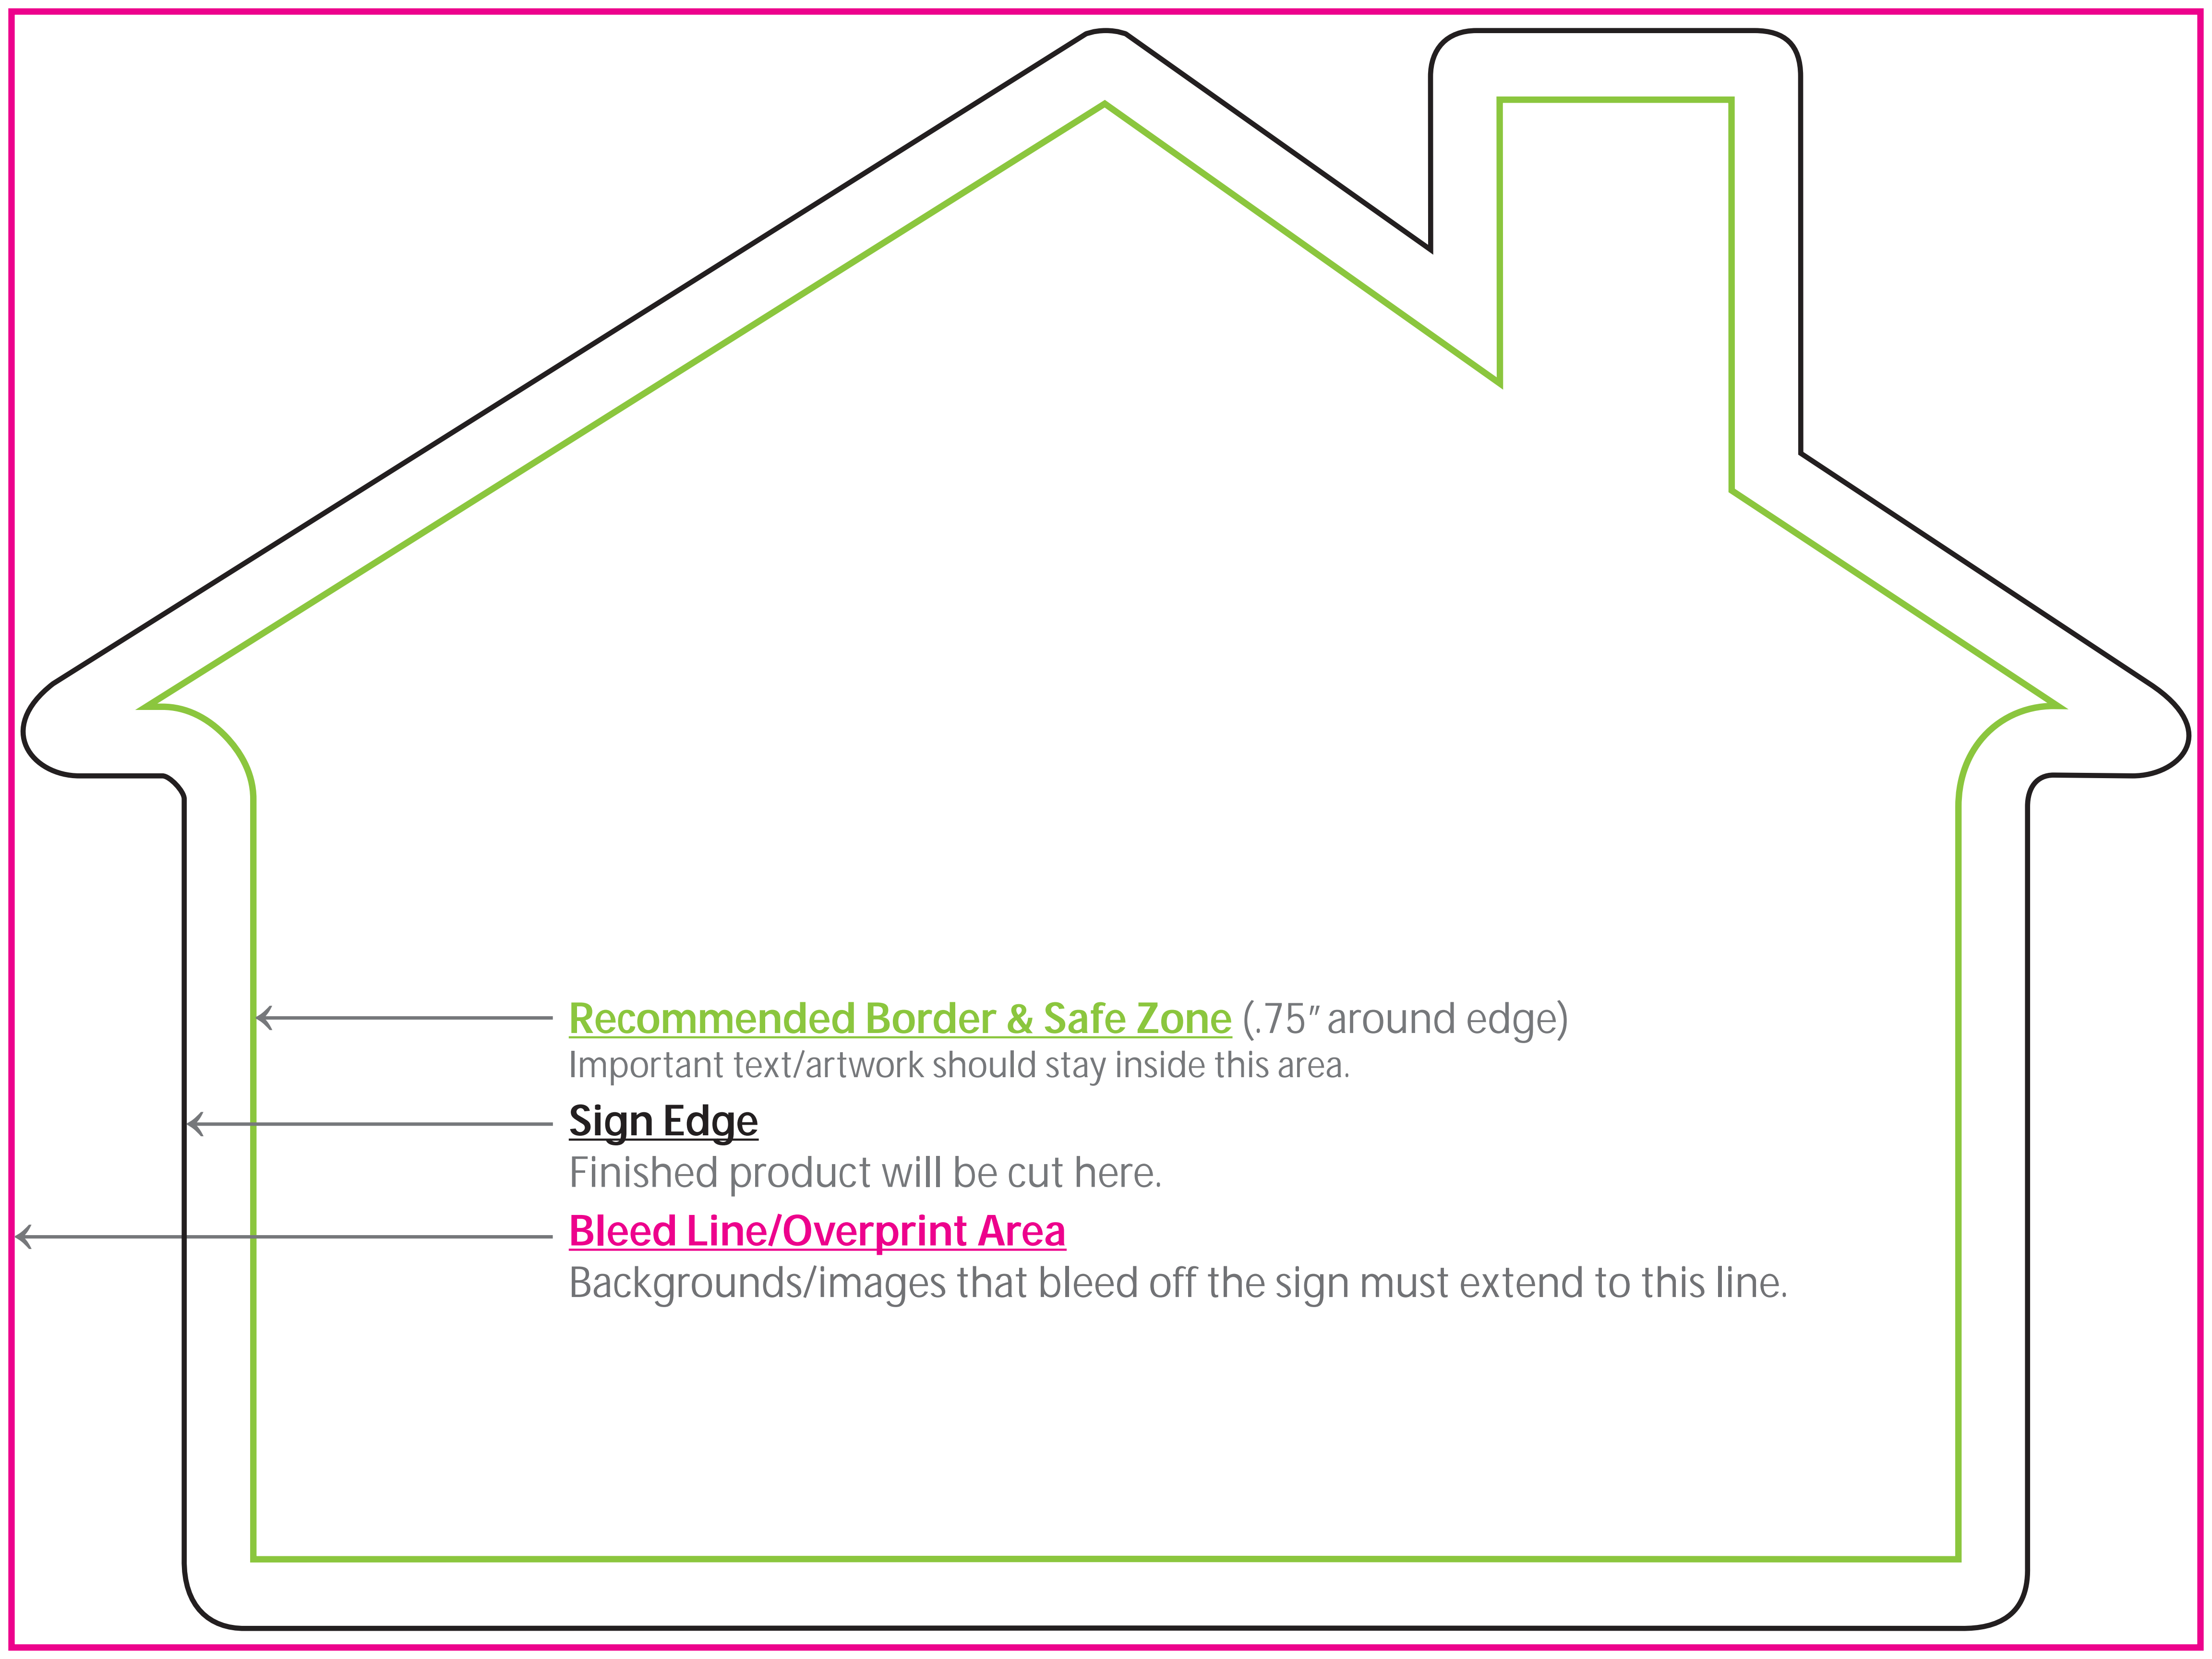 Recommended Border & Safe Zone (.75” around edge)
Important text/artwork should stay inside this area.
Sign Edge
Finished product will be cut here.
Bleed Line/Overprint Area
Backgrounds/images that bleed off the sign must extend to this line.